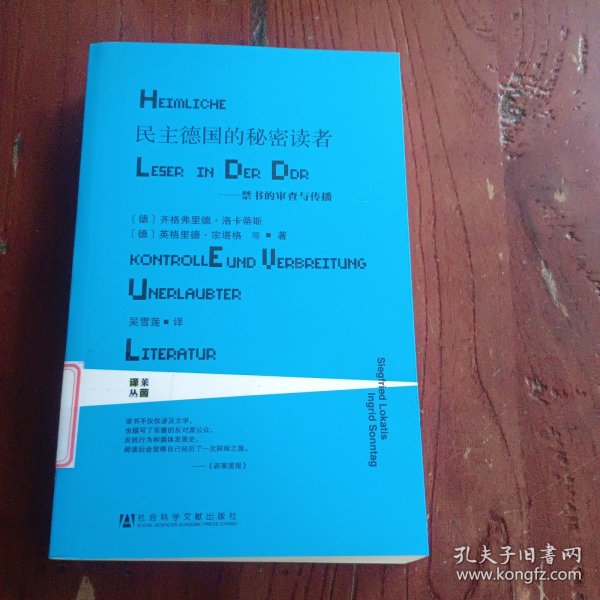 HEIMLICHE
民主德国的秘密读者
LESER IN DER DDR
——禁书的审查与传播
〔德〕齐格弗里德·洛卡蒂斯
〔德〕英格里德·宗塔格 等■著
KONTROLLE UND VERBREITUNG
UNERLAUBTER
吴雪莲■译
LITERATUR
Siegfried Lokatis
Ingrid Sonntag
译莱
丛茵
该书不仅仅涉及文学，
也描写了东德的反对派公众、
反抗行为和媒体发展史。
阅读后会觉得自己经历了一次探险之旅。
——《新莱茵报》
社会科学文献出版社
SOCIAL SCIENCES ACADEMIC PRESS (CHINA)
孔夫子旧书网
www.kongfz.com